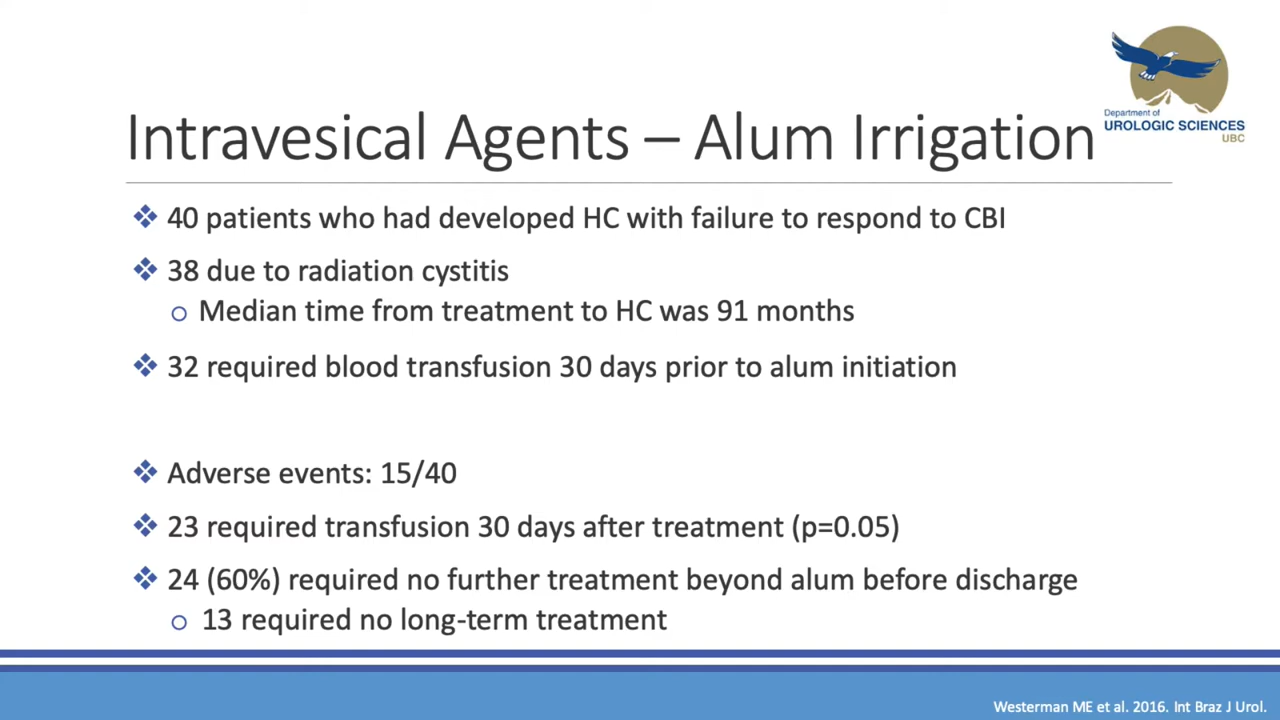 Department of
UROLOGIC SCIENCES
UBC
Intravesical Agents – Alum Irrigation
40 patients who had developed HC with failure to respond to CBI
38 due to radiation cystitis
Median time from treatment to HC was 91 months
32 required blood transfusion 30 days prior to alum initiation
Adverse events: 15/40
23 required transfusion 30 days after treatment (p=0.05)
24 (60%) required no further treatment beyond alum before discharge
13 required no long-term treatment
Westerman ME et al. 2016. Int Braz J Urol.